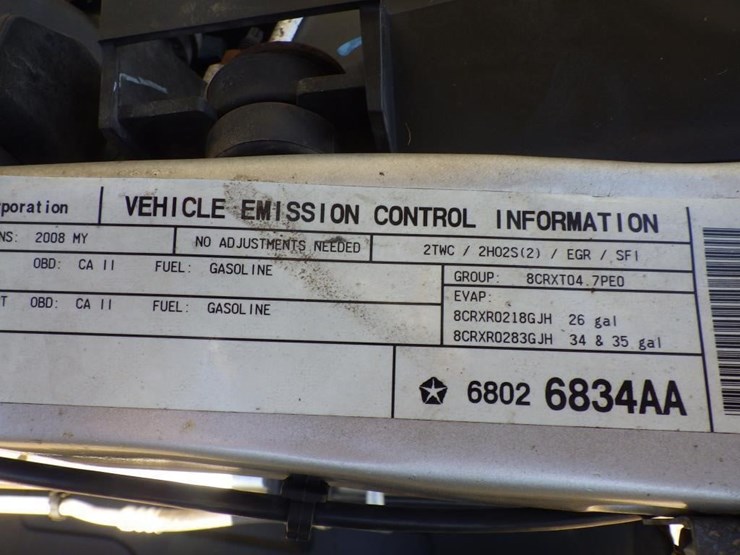 poration VEHICLE EMISSION CONTROL INFORMATION
NS: 2008 MY NO ADJUSTMENTS NEEDED 2TWC / 2HO2S(2) / EGR / SFI
OBD: CA II FUEL: GASOLINE GROUP: 8CRXT04.7PE0
EVAP:
T OBD: CA II FUEL: GASOLINE 8CRXR0218GJH 26 gal
8CRXR0283GJH 34 & 35 gal
6802 6834AA